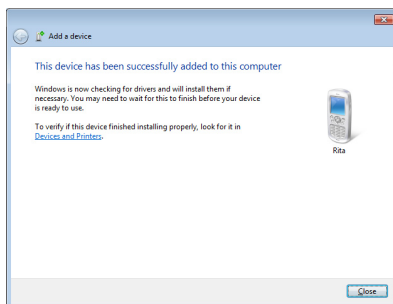 Add a device
This device has been successfully added to this computer
Windows is now checking for drivers and will install them if
necessary. You may need to wait for this to finish before your device
is ready to use.
To verify if this device finished installing properly, look for it in
Devices and Printers.
Rita
Close